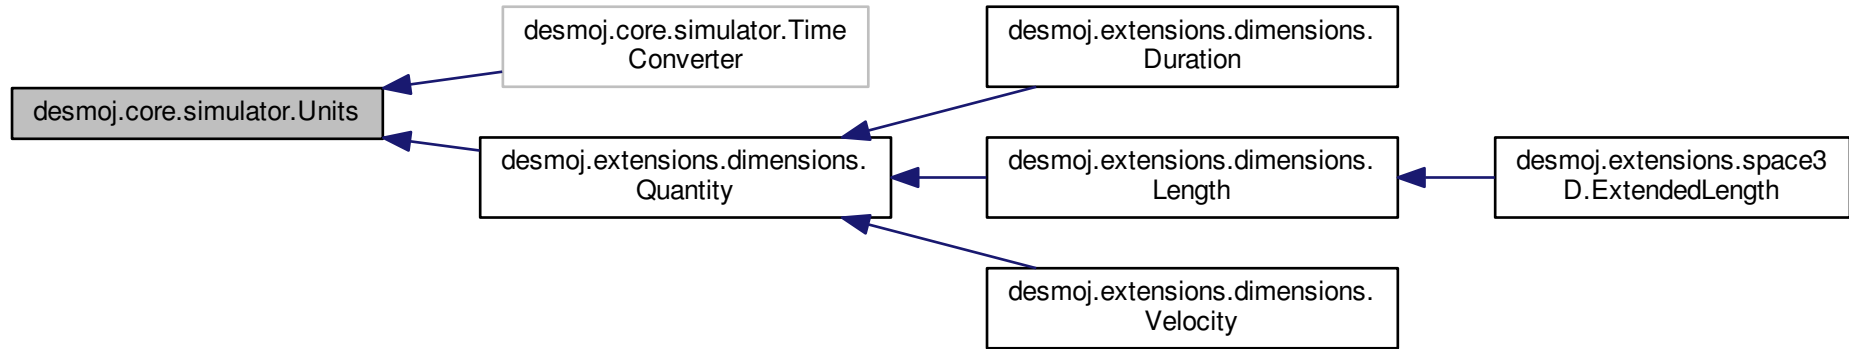 desmoj.core.simulator.Units
desmoj.core.simulator.Time
Converter
desmoj.extensions.dimensions.
Quantity
desmoj.extensions.dimensions.
Duration
desmoj.extensions.dimensions.
Length
desmoj.extensions.dimensions.
Velocity
desmoj.extensions.space3
D.ExtendedLength